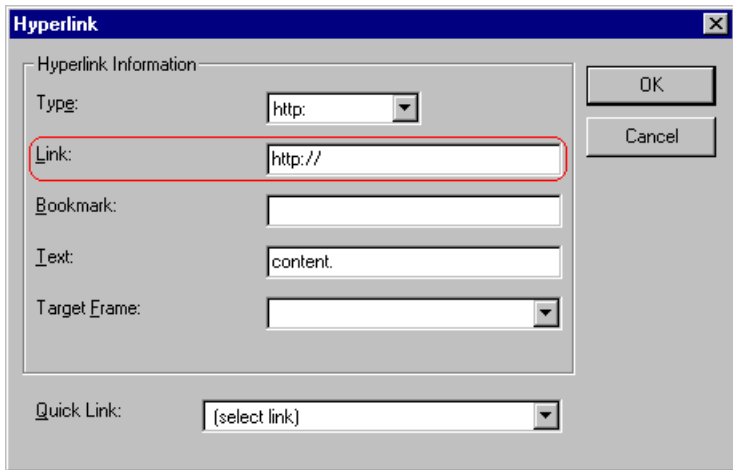 Hyperlink
Hyperlink Information
Type: http:
OK
Link: http://
Cancel
Bookmark:
Text: content.
Target Frame:
Quick Link: (select link)